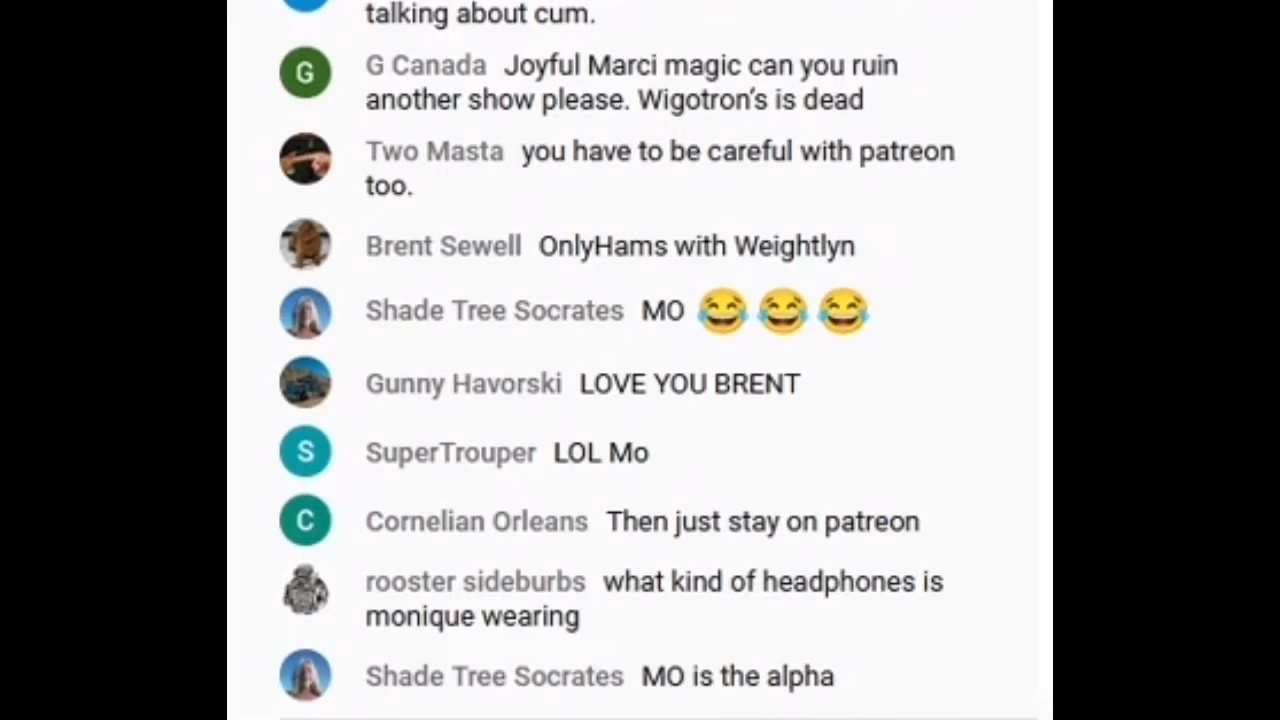 talking about cum.
G
G Canada Joyful Marci magic can you ruin
another show please. Wigotron's is dead
Two Masta you have to be careful with patreon
too.
Brent Sewell OnlyHams with Weightlyn
Shade Tree Socrates MO 😂 😂 😂
Gunny Havorski LOVE YOU BRENT
S
SuperTrouper LOL Mo
C
Cornelian Orleans Then just stay on patreon
rooster sideburbs what kind of headphones is
monique wearing
Shade Tree Socrates MO is the alpha